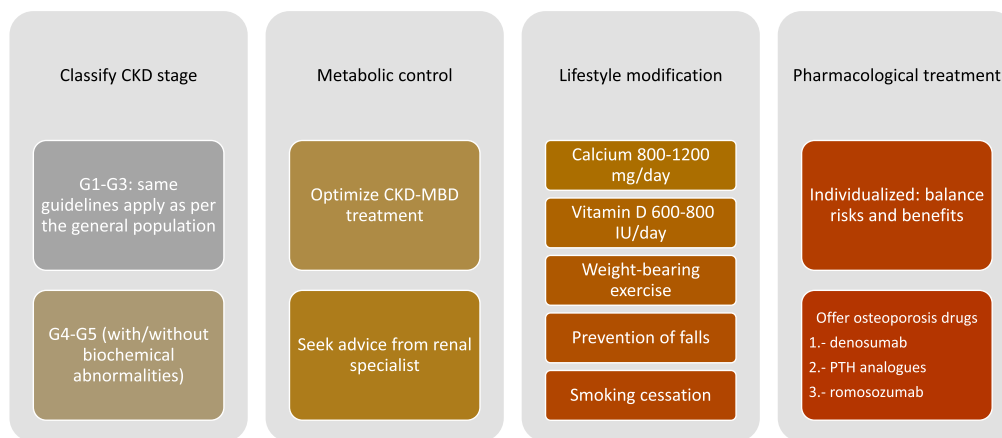 Classify CKD stage
G1-G3: same
guidelines apply as per
the general population
G4-G5 (with/without
biochemical
abnormalities)
Metabolic control
Optimize CKD-MBD
treatment
Seek advice from renal
specialist
Lifestyle modification
Calcium 800-1200
mg/day
Vitamin D 600-800
IU/day
Weight-bearing
exercise
Prevention of falls
Smoking cessation
Pharmacological treatment
Individualized: balance
risks and benefits
Offer osteoporosis drugs
1.- denosumab
2.- PTH analogues
3.- romosozumab